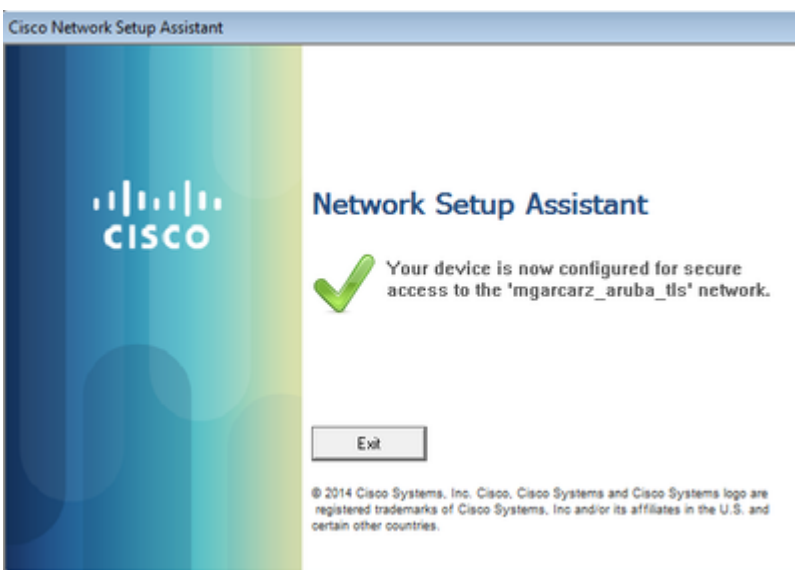 Cisco Network Setup Assistant
CISCO
Network Setup Assistant
Your device is now configured for secure
access to the 'mgarcarz_aruba_tls' network.
Exit
© 2014 Cisco Systems, Inc. Cisco, Cisco Systems and Cisco Systems logo are
registered trademarks of Cisco Systems, Inc and/or its affiliates in the U.S. and
certain other countries.